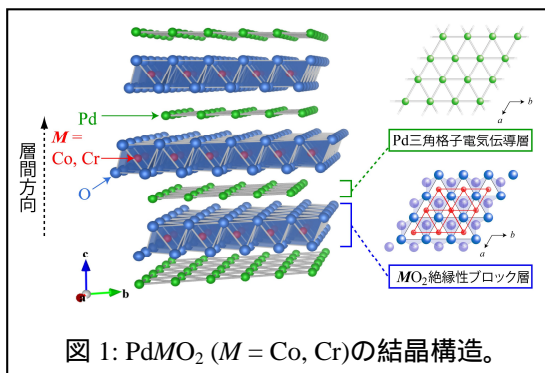 Pd
M =
Co, Cr
O
層間方向
c
a
b
b
a
Pd三角格子電気伝導層
b
a
MO₂絶縁性ブロック層
図 1: PdMO₂ (M = Co, Cr)の結晶構造。